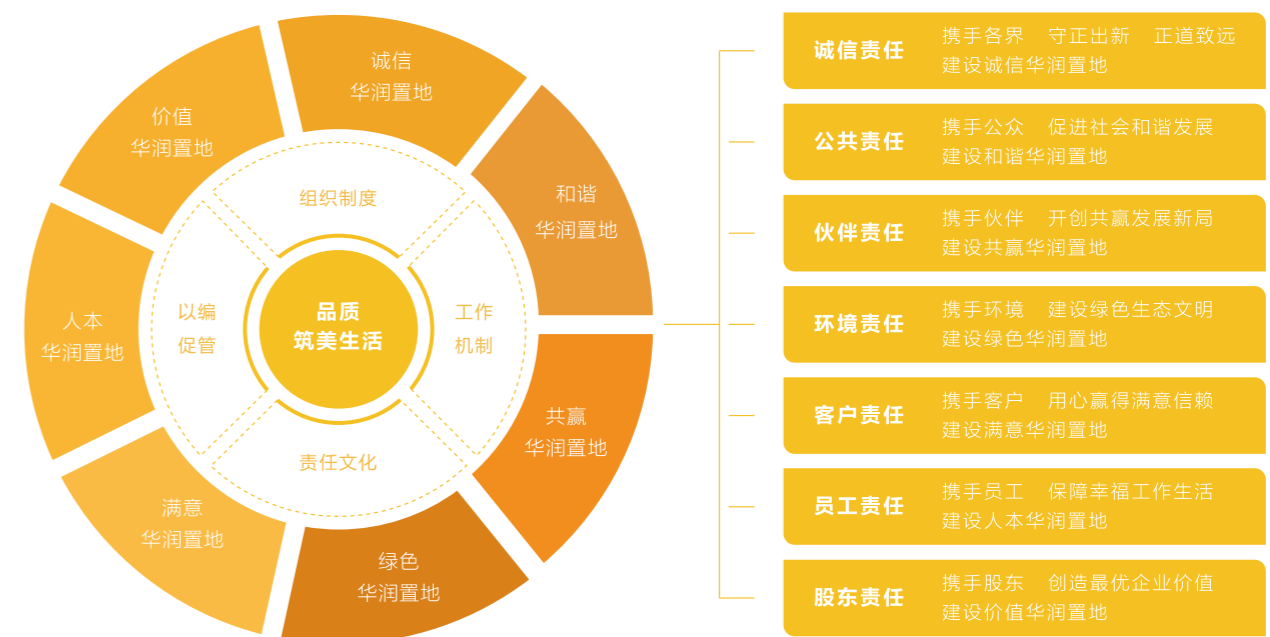 诚信
华润置地
和谐
华润置地
共赢
华润置地
绿色
华润置地
满意
华润置地
人本
华润置地
价值
华润置地
组织制度
工作
机制
责任文化
以编
促管
品质
筑美生活
诚信责任
携手各界 守正出新 正道致远
建设诚信华润置地
公共责任
携手公众 促进社会和谐发展
建设和谐华润置地
伙伴责任
携手伙伴 开创共赢发展新局
建设共赢华润置地
环境责任
携手环境 建设绿色生态文明
建设绿色华润置地
客户责任
携手客户 用心赢得满意信赖
建设满意华润置地
员工责任
携手员工 保障幸福工作生活
建设人本华润置地
股东责任
携手股东 创造最优企业价值
建设价值华润置地